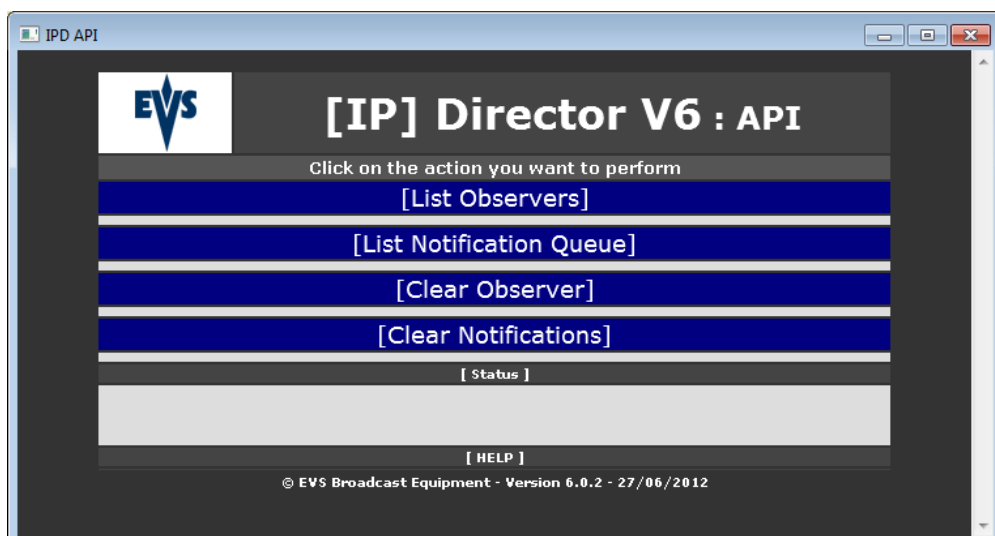 IPD API
EVS
[IP] Director V6 : API
Click on the action you want to perform
[List Observers]
[List Notification Queue]
[Clear Observer]
[Clear Notifications]
[ Status ]
[ HELP ]
© EVS Broadcast Equipment - Version 6.0.2 - 27/06/2012